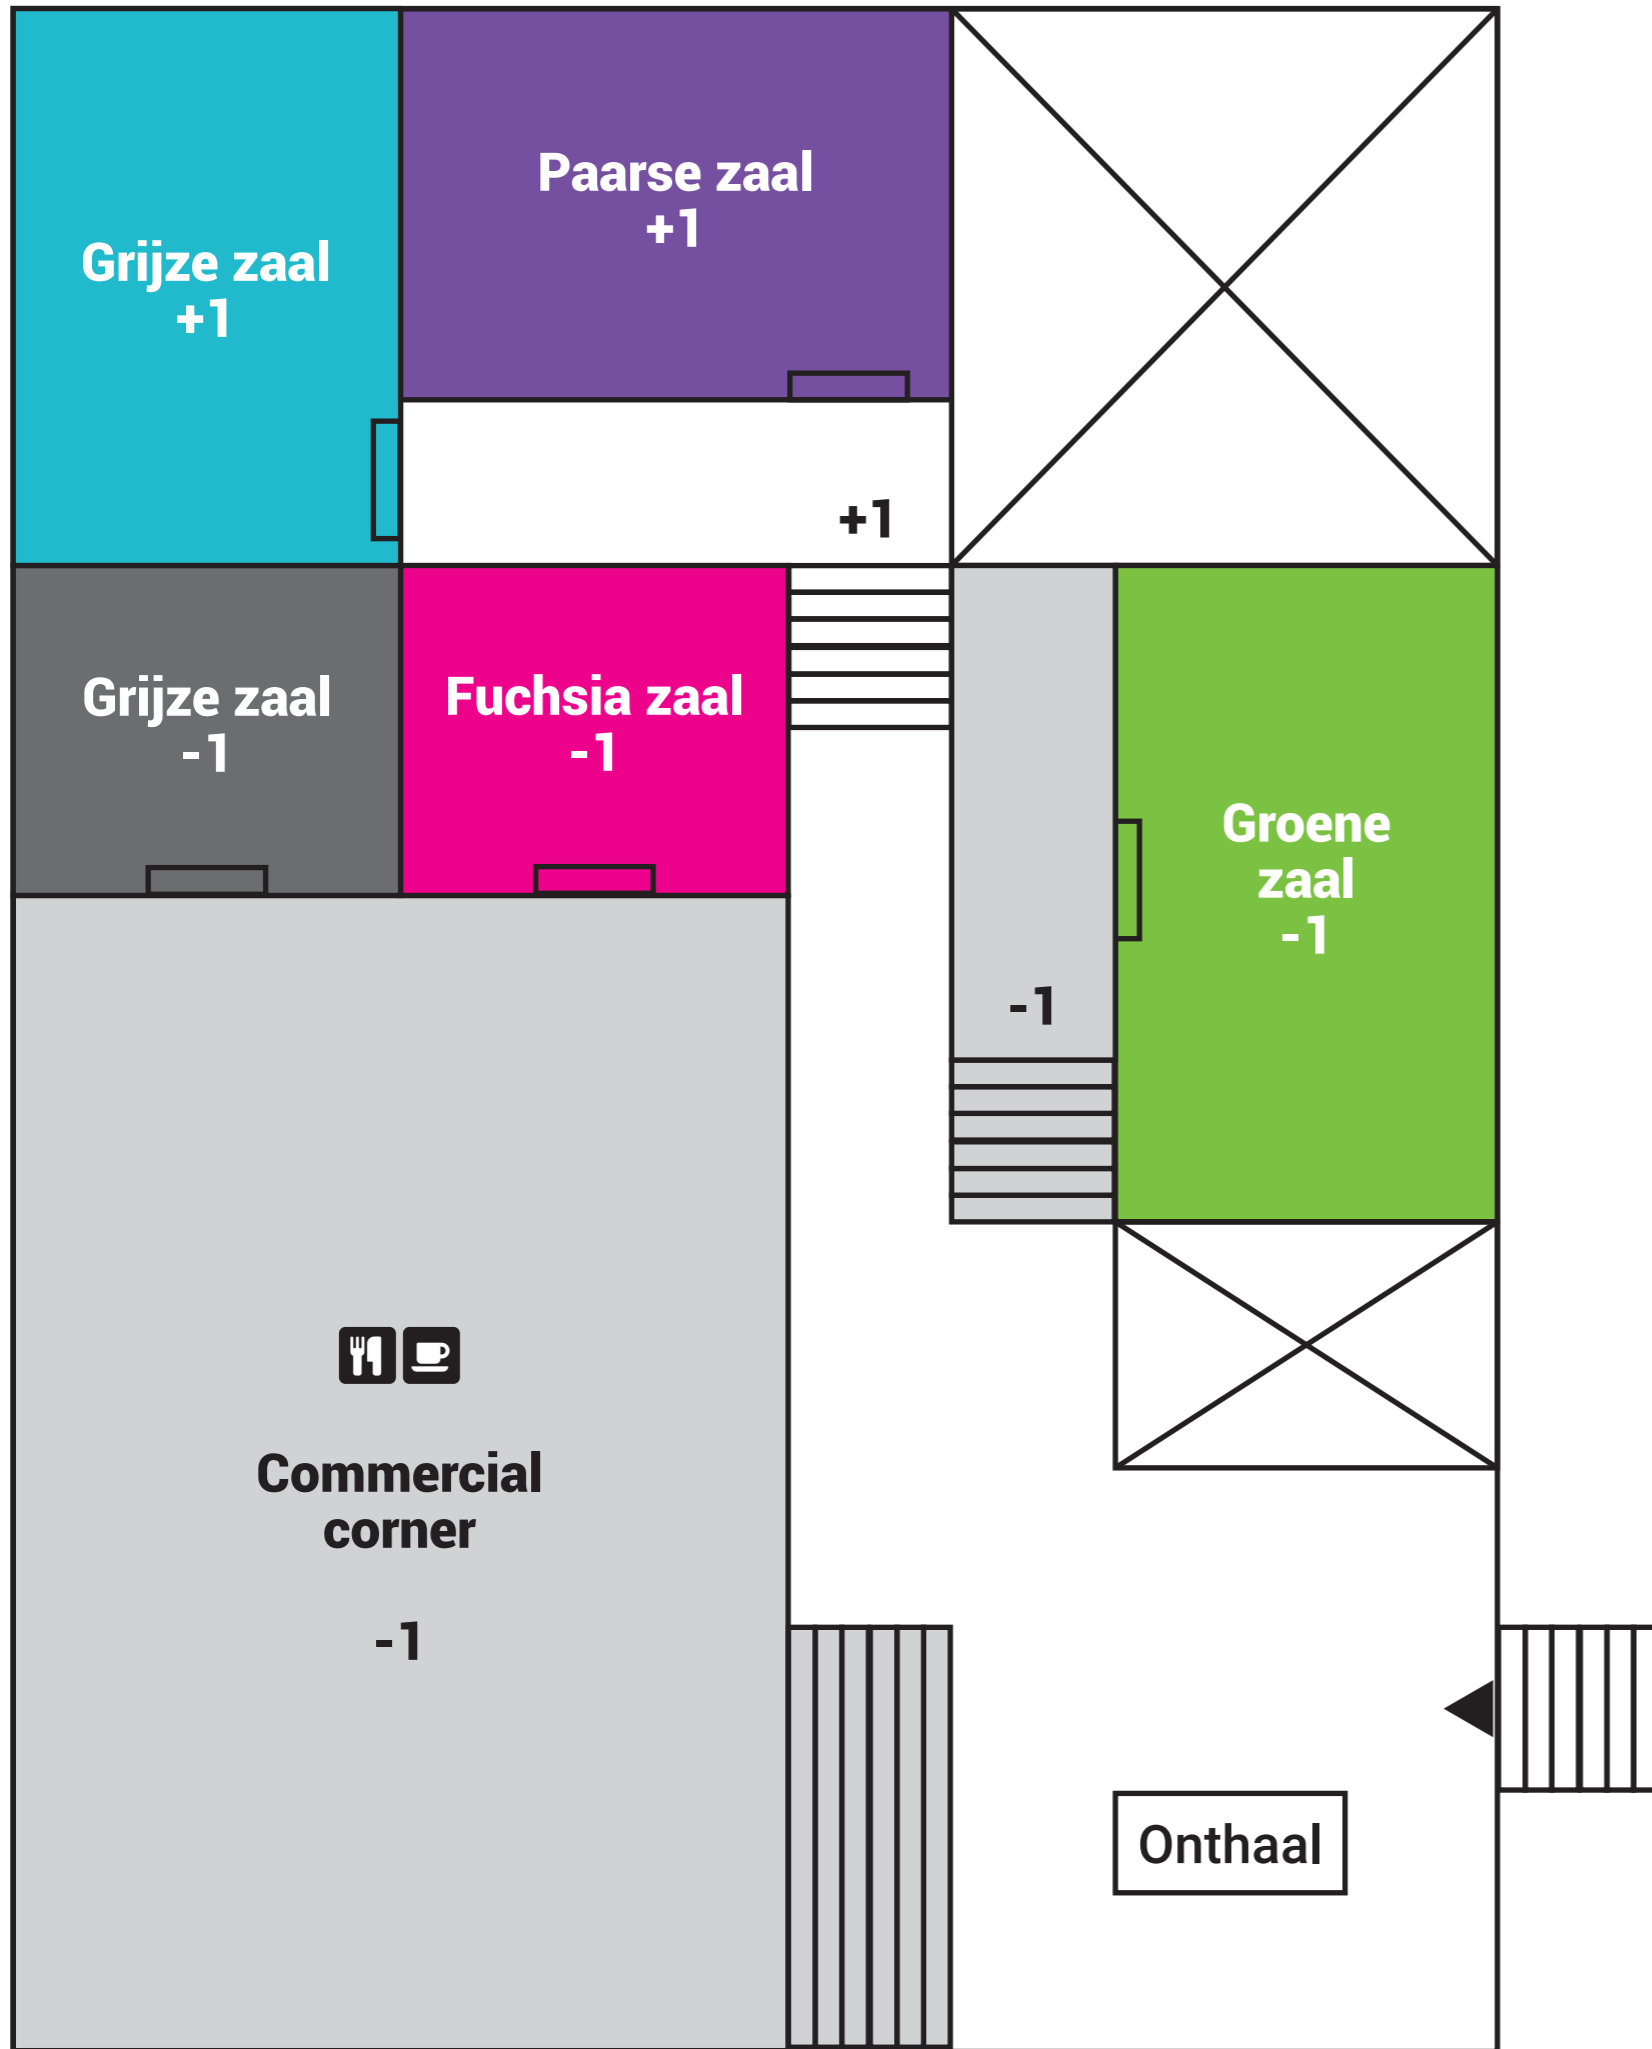 Paarse zaal
+1
Grijze zaal
+1
+1
Grijze zaal
-1
Fuchsia zaal
-1
Groene
zaal
-1
-1
Commercial
corner
-1
Onthaal